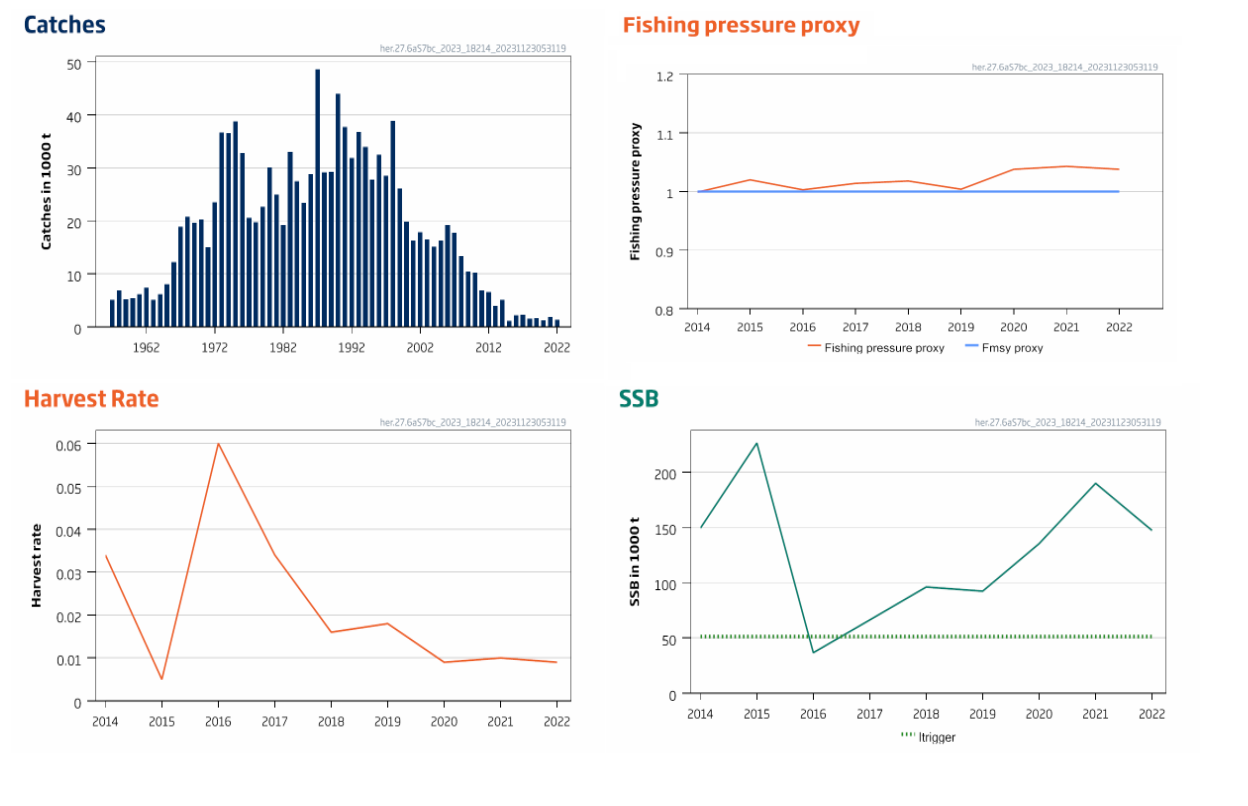 Catches
her.27.6a57bc_2023_18214_20231123053119
50
40
30
20
10
0
Catches in 1000 t
1962 1972 1982 1992 2002 2012 2022
Fishing pressure proxy
her.27.6a57bc_2023_18214_20231123053119
1.2
1.1
1
0.9
0.8
Fishing pressure proxy
2014 2015 2016 2017 2018 2019 2020 2021 2022
Fishing pressure proxy Fmsy proxy
Harvest Rate
her.27.6a57bc_2023_18214_20231123053119
0.06
0.05
0.04
0.03
0.02
0.01
0
Harvest rate
2014 2015 2016 2017 2018 2019 2020 2021 2022
SSB
her.27.6a57bc_2023_18214_20231123053119
200
150
100
50
0
SSB in 1000 t
2014 2015 2016 2017 2018 2019 2020 2021 2022
Itrigger